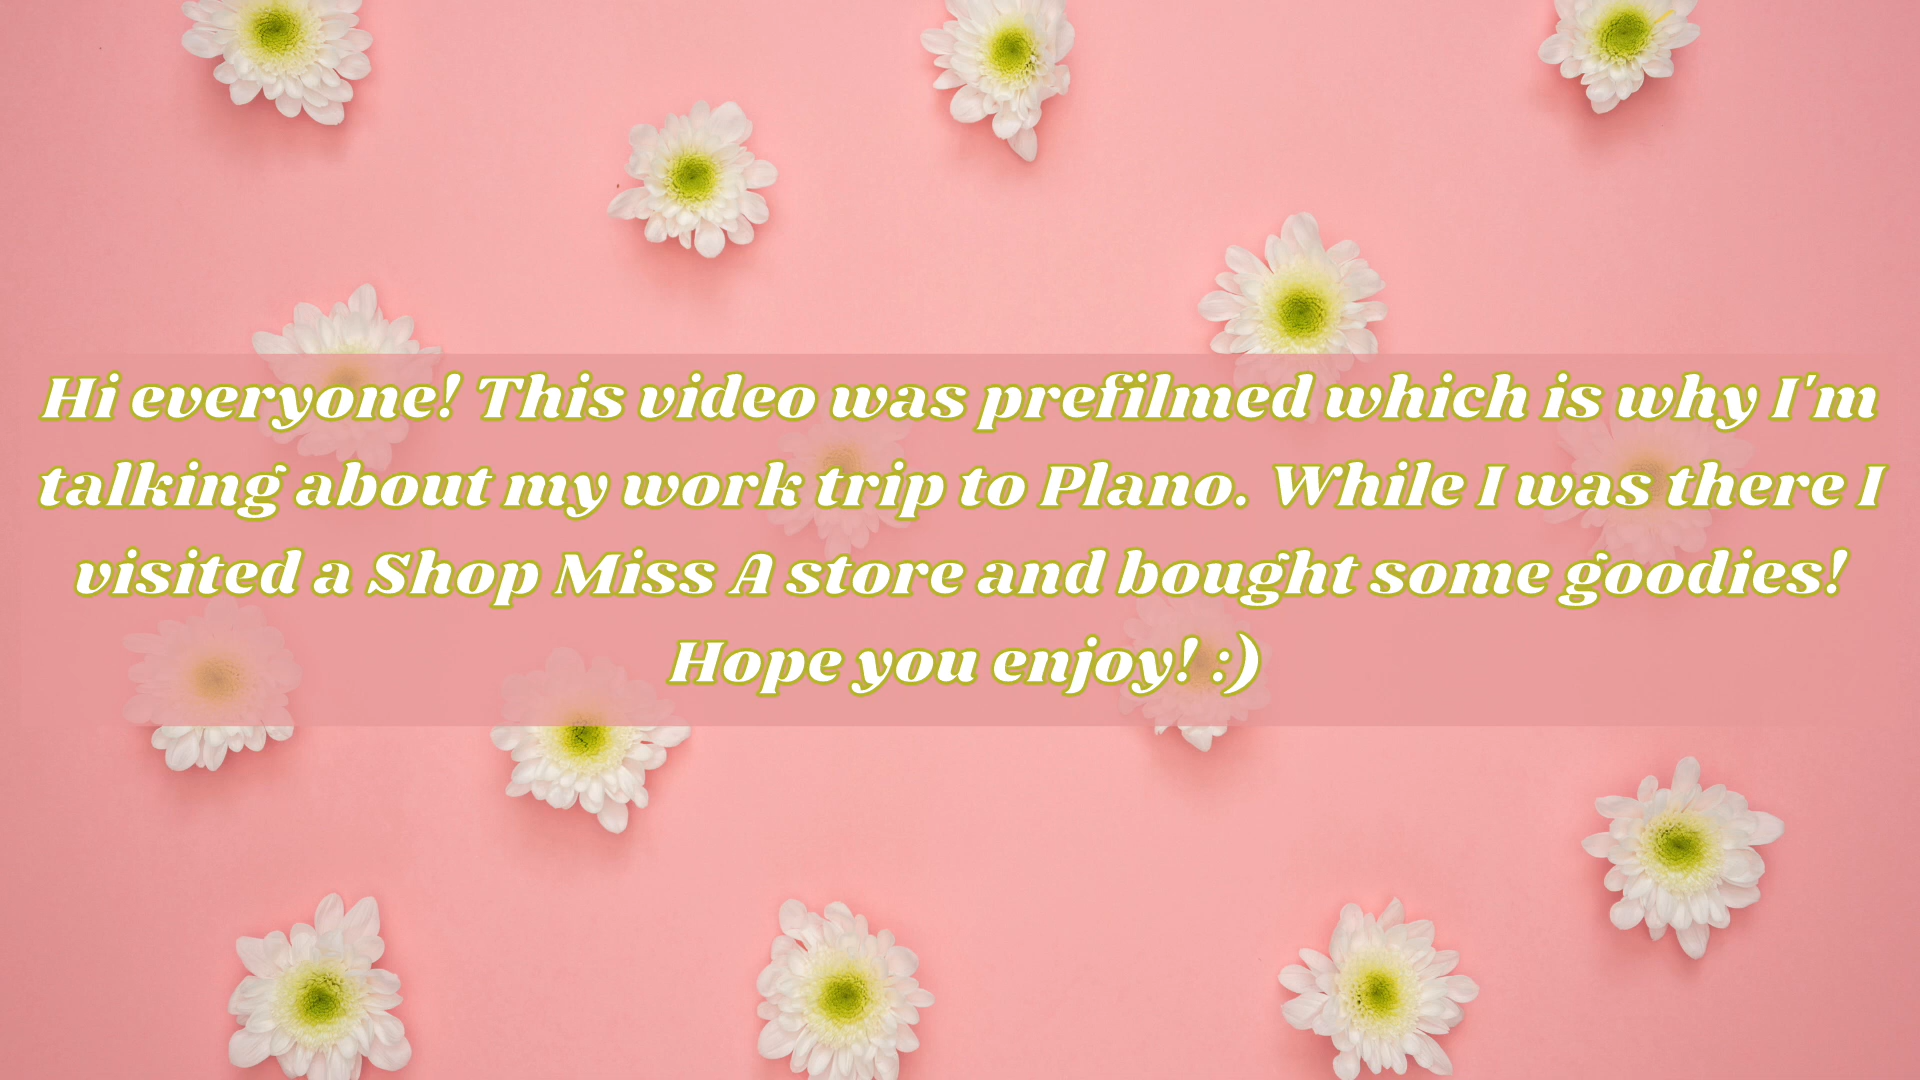 Hi everyone! This video was prefilmed which is why I'm
talking about my work trip to Plano. While I was there I
visited a Shop Miss A store and bought some goodies!
Hope you enjoy! :)